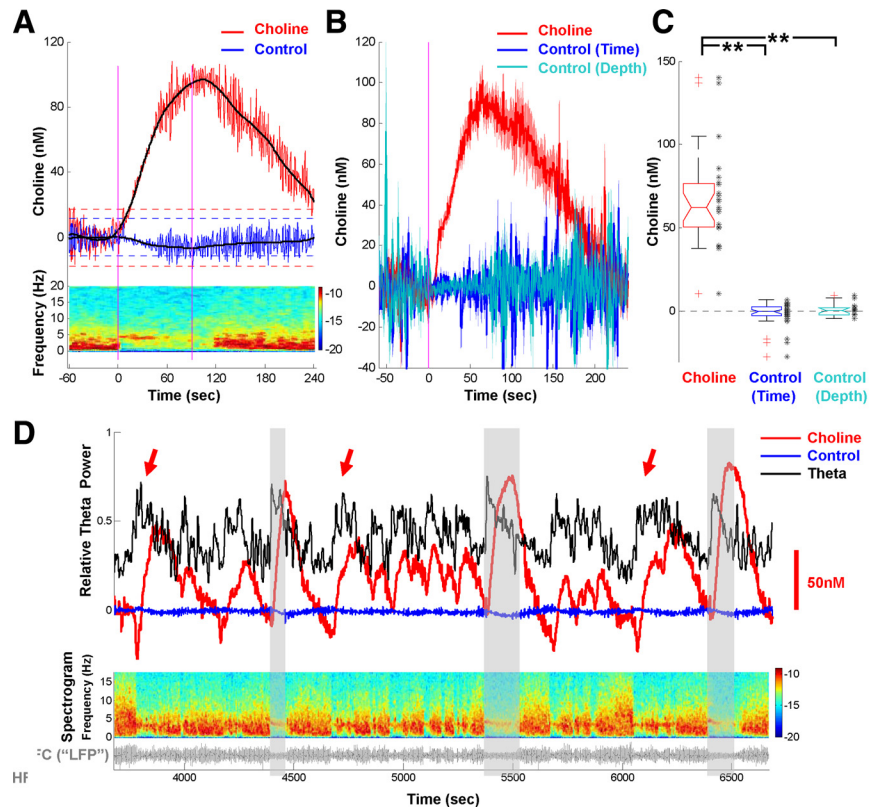 A
Choline
Control
Choline (nM)
120
80
40
0
Frequency (Hz)
20
15
10
5
0
-10
-15
-20
-60 0 60 120 180 240
Time (sec)
B
Choline
Control (Time)
Control (Depth)
Choline (nM)
120
100
80
60
40
20
0
-20
-40
-50 0 50 100 150 200
Time (sec)
C
**
**
Choline (nM)
150
100
50
0
Choline
Control
(Time)
Control
(Depth)
D
Choline
Control
Theta
Relative Theta Power
1
0.5
0
50nM
Spectrogram
Frequency (Hz)
15
10
5
0
-10
-15
-20
FC ("LFP")
4000 4500 5000 5500 6000 6500
Time (sec)